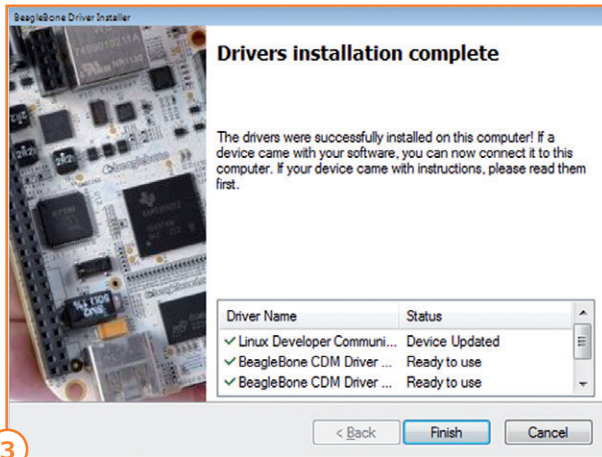 BeagleBone Driver Installer
Drivers installation complete
The drivers were successfully installed on this computer! If a
device came with your software, you can now connect it to this
computer. If your device came with instructions, please read them
first.
Driver Name Status
Linux Developer Communi... Device Updated
BeagleBone CDM Driver ... Ready to use
BeagleBone CDM Driver ... Ready to use
< Back Finish Cancel
3